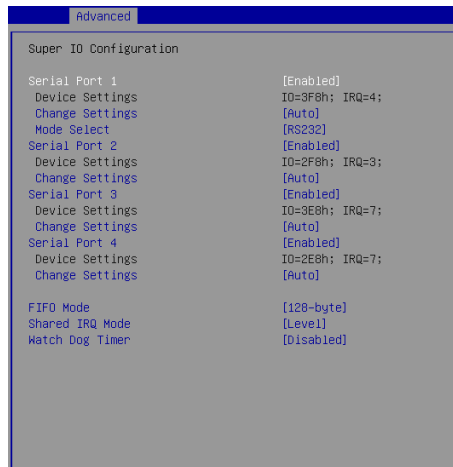 Advanced
Super IO Configuration
Serial Port 1 [Enabled]
Device Settings IO=3F8h; IRQ=4;
Change Settings [Auto]
Mode Select [RS232]
Serial Port 2 [Enabled]
Device Settings IO=2F8h; IRQ=3;
Change Settings [Auto]
Serial Port 3 [Enabled]
Device Settings IO=3E8h; IRQ=7;
Change Settings [Auto]
Serial Port 4 [Enabled]
Device Settings IO=2E8h; IRQ=7;
Change Settings [Auto]
FIFO Mode [128-byte]
Shared IRQ Mode [Level]
Watch Dog Timer [Disabled]